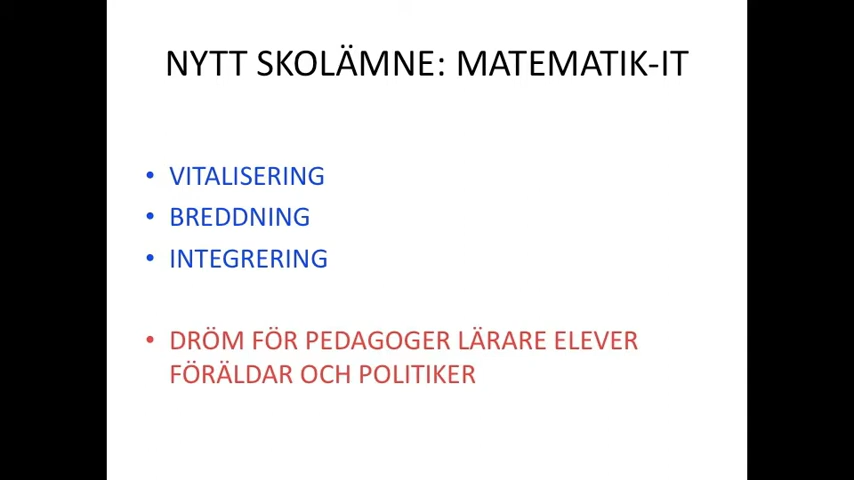 NYTT SKOLÄMNE: MATEMATIK-IT
• VITALISERING
• BREDDNING
• INTEGRERING
• DRÖM FÖR PEDAGOGER LÄRARE ELEVER
FÖRÄLDAR OCH POLITIKER